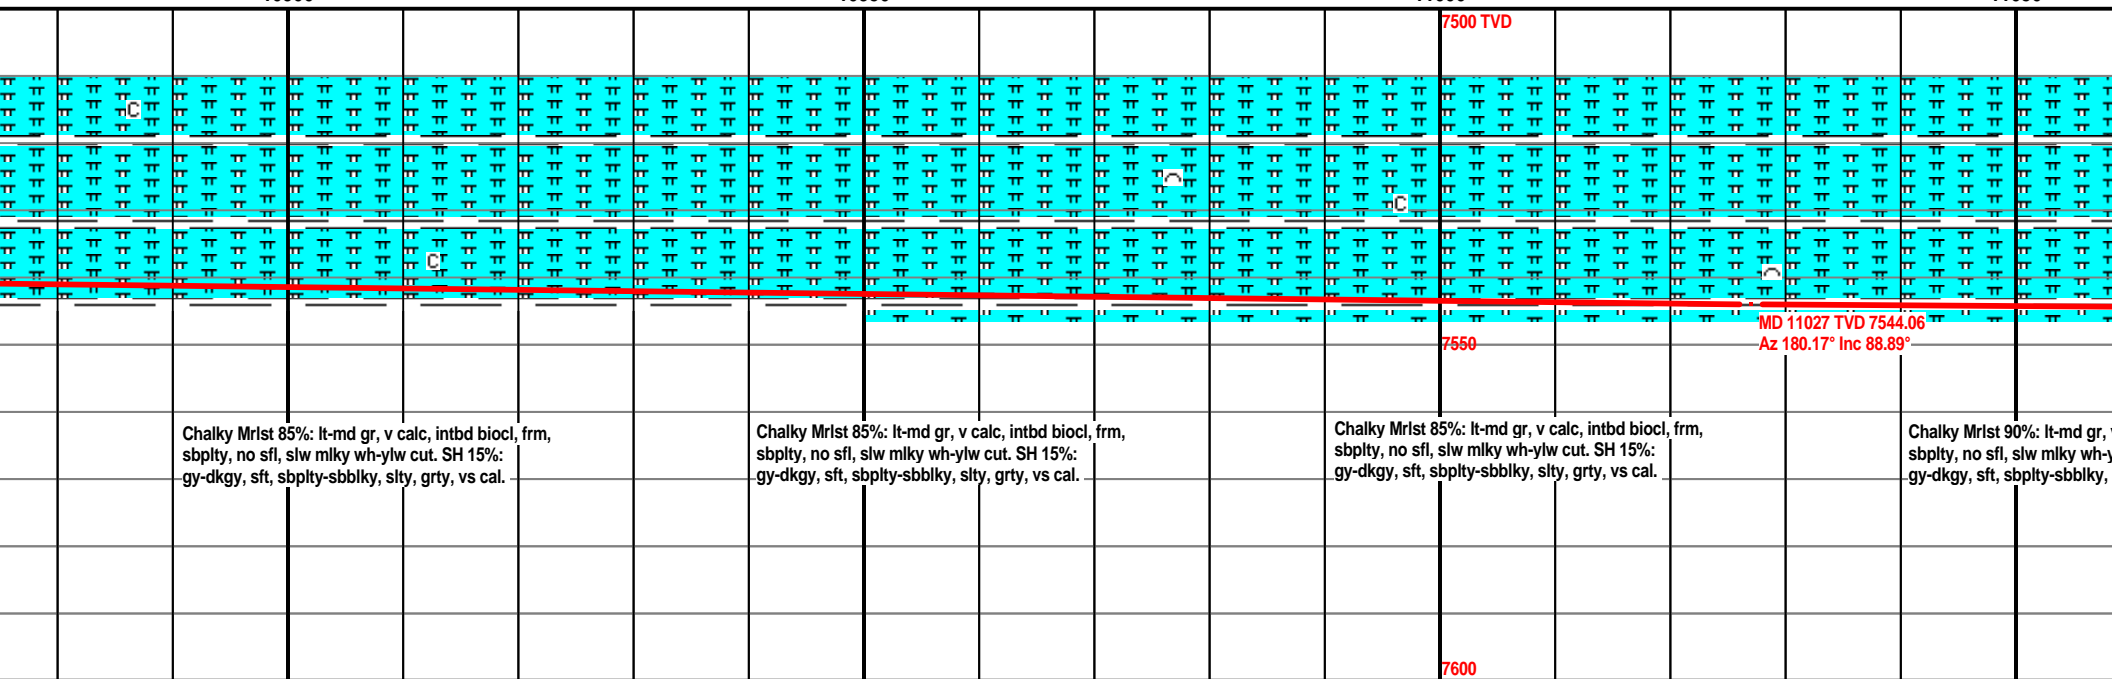 7500 TVD
C
C
C
MD 11027 TVD 7544.06
Az 180.17° Inc 88.89°
7550
Chalky Mrlst 85%: lt-md gr, v calc, intbd biocl, frm,
sbplty, no sfl, slw mlky wh-ylw cut. SH 15%:
gy-dkgy, sft, sbplty-sbblky, slty, grty, vs cal.
Chalky Mrlst 85%: lt-md gr, v calc, intbd biocl, frm,
sbplty, no sfl, slw mlky wh-ylw cut. SH 15%:
gy-dkgy, sft, sbplty-sbblky, slty, grty, vs cal.
Chalky Mrlst 85%: lt-md gr, v calc, intbd biocl, frm,
sbplty, no sfl, slw mlky wh-ylw cut. SH 15%:
gy-dkgy, sft, sbplty-sbblky, slty, grty, vs cal.
Chalky Mrlst 90%: lt-md gr,
sbplty, no sfl, slw mlky wh-y
gy-dkgy, sft, sbplty-sbblky,
7600